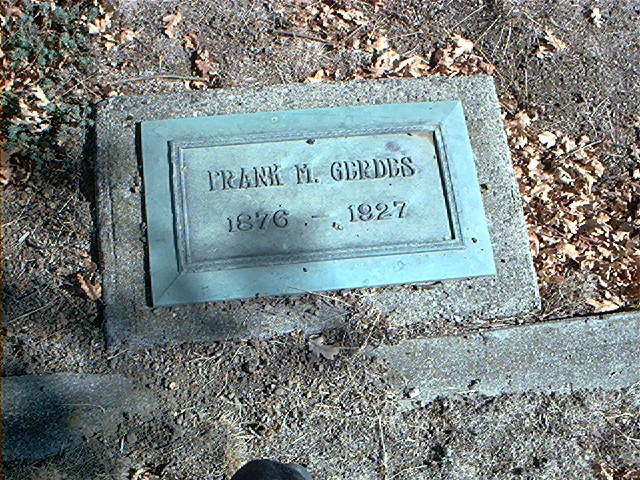 FRANK M. GERDES
1876 - 1927